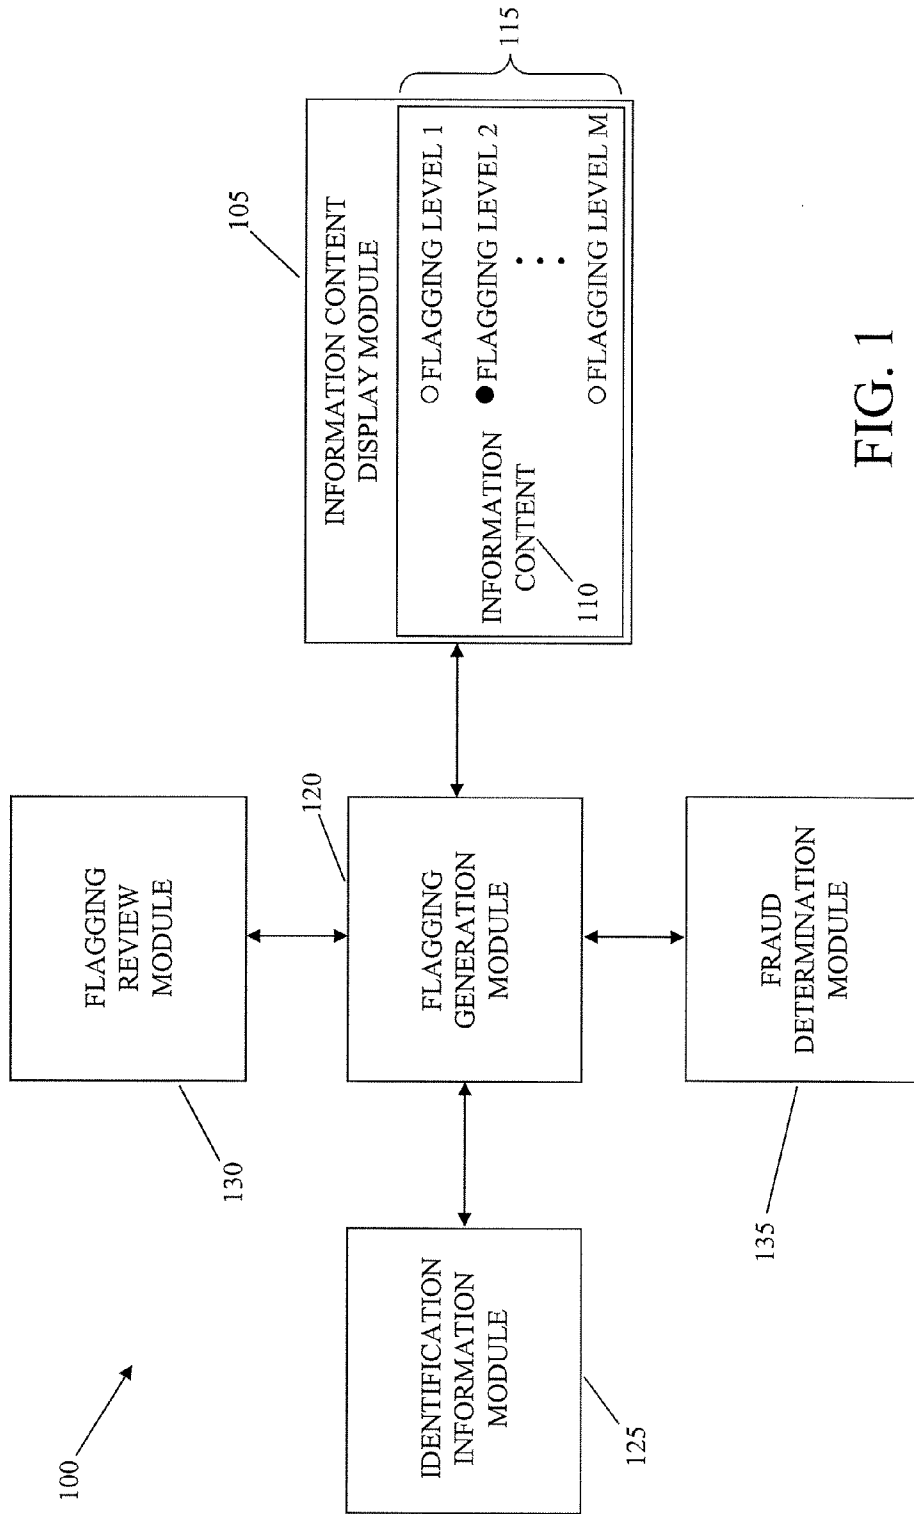 100
130
FLAGGING
REVIEW
MODULE
105
115
INFORMATION CONTENT
DISPLAY MODULE
INFORMATION
CONTENT
110
○ FLAGGING LEVEL 1
● FLAGGING LEVEL 2
• • •
○ FLAGGING LEVEL M
120
FLAGGING
GENERATION
MODULE
IDENTIFICATION
INFORMATION
MODULE
125
FRAUD
DETERMINATION
MODULE
135
FIG. 1